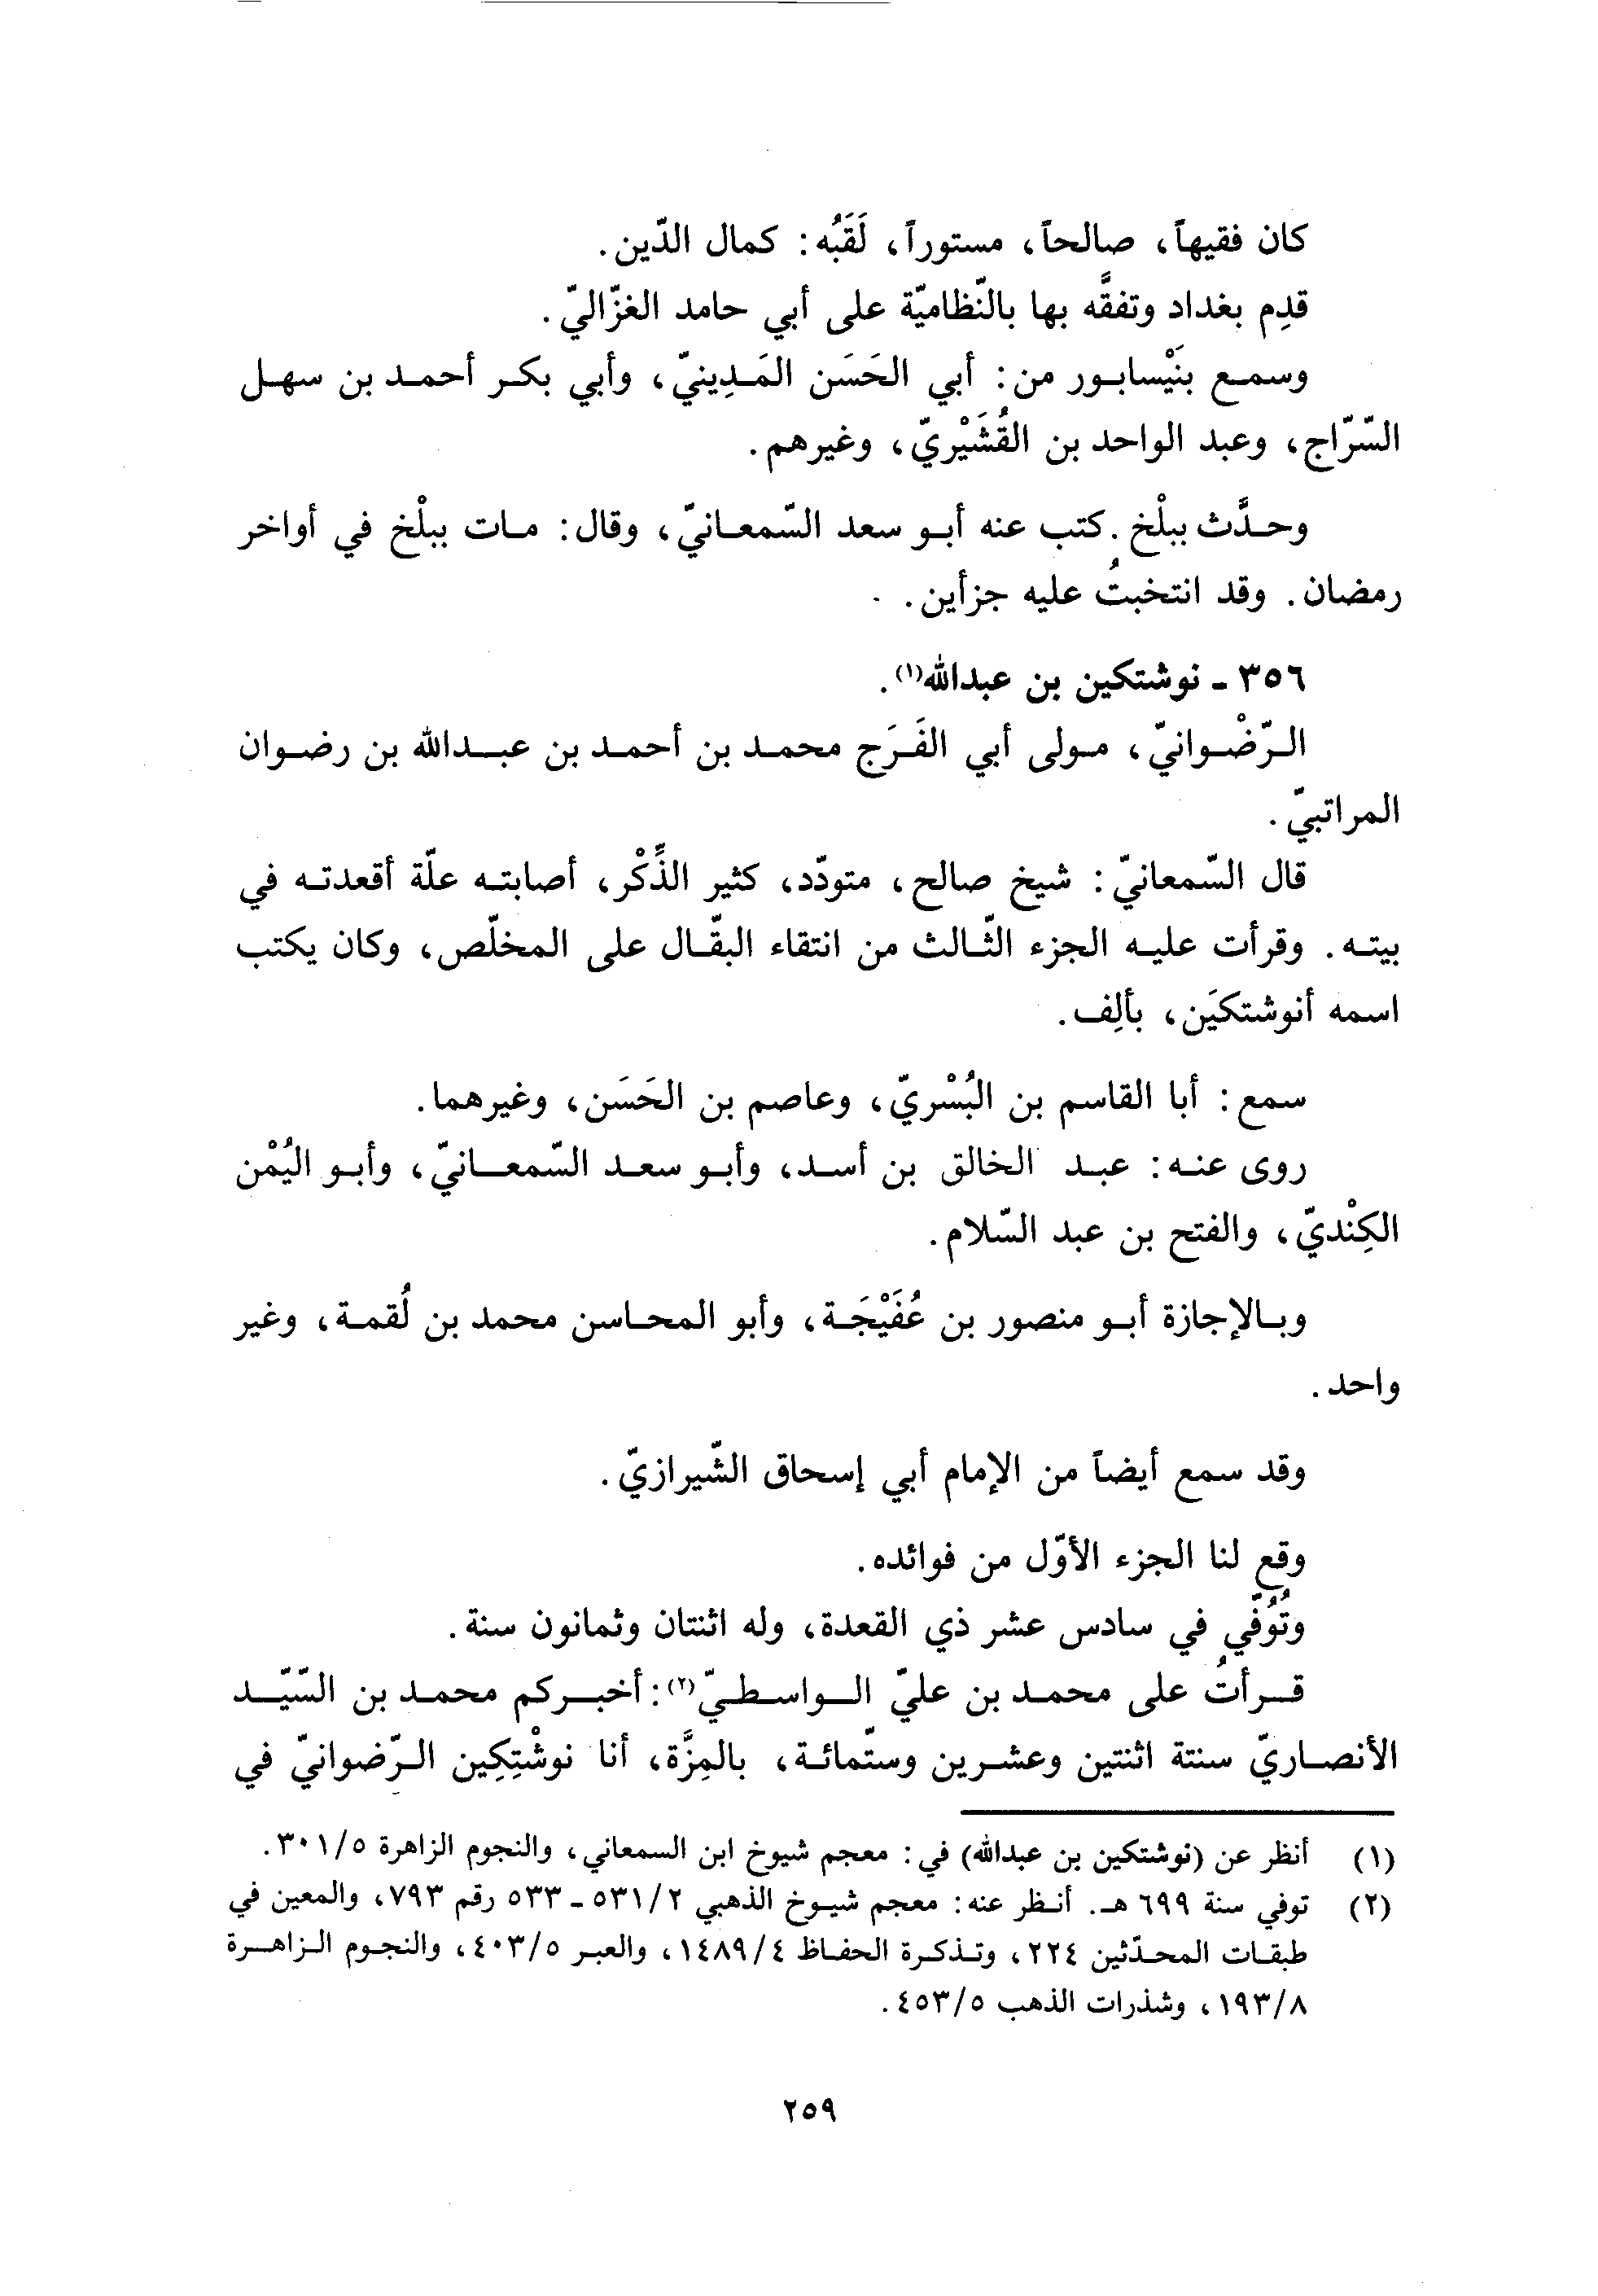 كان فقيهاً، صالحاً، مستوراً، لَقَبُه: كمال الدّين.
قدِم بغداد وتفقَّه بها بالنّظاميّة على أبي حامد الغزّاليّ.
وسمع بنَيْسابور من: أبي الحَسَن المَدِينيّ، وأبي بكر أحمد بن سهل
السّرّاج، وعبد الواحد بن القُشَيْريّ، وغيرهم.
وحدَّث ببلْخ. كتب عنه أبو سعد السّمعانيّ، وقال: مات ببلْخ في أواخر
رمضان. وقد انتخبتُ عليه جزأين.
٣٥٦ - نوشتكين بن عبدالله(١).
الرّضْوانيّ، مولى أبي الفَرَج محمد بن أحمد بن عبدالله بن رضوان
المراتبيّ.
قال السّمعانيّ: شيخ صالح، متودّد، كثير الذِّكْر، أصابته علّة أقعدته في
بيته. وقرأت عليه الجزء الثّالث من انتقاء البقّال على المخلّص، وكان يكتب
اسمه أنوشتكَين، بألِف.
سمع: أبا القاسم بن البُسْريّ، وعاصم بن الحَسَن، وغيرهما.
روى عنه: عبد الخالق بن أسد، وأبو سعد السّمعانيّ، وأبو اليُمْن
الكِنْديّ، والفتح بن عبد السّلام.
وبالإجازة أبو منصور بن عُفَيْجَة، وأبو المحاسن محمد بن لُقمة، وغير
واحد.
وقد سمع أيضاً من الإمام أبي إسحاق الشّيرازيّ.
وقع لنا الجزء الأوّل من فوائده.
وتُوُفّي في سادس عشر ذي القعدة، وله اثنتان وثمانون سنة.
قرأتُ على محمد بن عليّ الواسطيّ(٢): أخبركم محمد بن السّيّد
الأنصاريّ سنتة اثنتين وعشرين وستّمائة، بالمِزَّة، أنا نوشْتِكِين الرّضوانيّ في
(١) أنظر عن (نوشتكين بن عبدالله) في: معجم شيوخ ابن السمعاني، والنجوم الزاهرة ٣٠١/٥.
(٢) توفي سنة ٦٩٩ هـ. أنظر عنه: معجم شيوخ الذهبي ٥٣١/٢ - ٥٣٣ رقم ٧٩٣، والمعين في
طبقات المحدّثين ٢٢٤، وتذكرة الحفاظ ١٤٨٩/٤، والعبر ٤٠٣/٥، والنجوم الزاهرة
١٩٣/٨، وشذرات الذهب ٤٥٣/٥.
٢٥٩